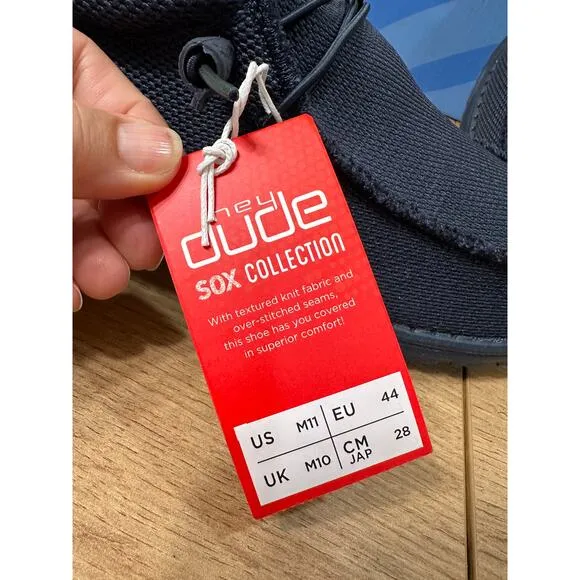 hey
dude
SOX COLLECTION
With textured knit fabric and
over-stitched seams,
this shoe has you covered
in superior comfort!
US M11 EU 44
UK M10 CM JAP 28